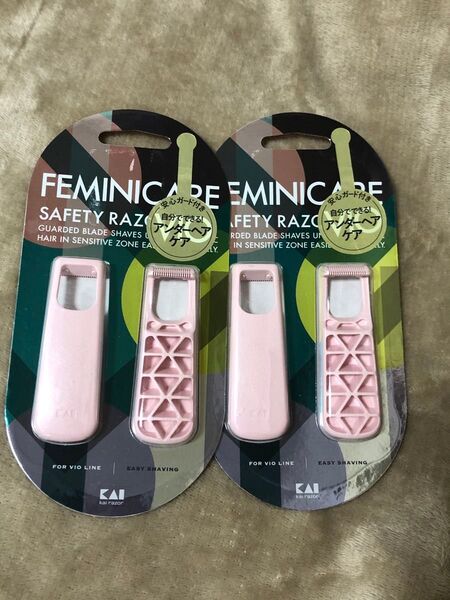 FEMINICARE
SAFETY RAZOR
GUARDED BLADE SHAVES
HAIR IN SENSITIVE ZONE
安心ガード付き
自分でできる!
アンダーヘア
ケア
KAI
FOR VIO LINE
EASY SHAVING
KAI
kai razor
FEMINICARE
SAFETY RAZ
GUARDED BLADE SHAVES UN
HAIR IN SENSITIVE ZONE EASI
安心ガード付き
自分でできる!
アンダーヘア
ケア
KAI
FOR VIO LINE
EASY SHAVING
KAI
kai razor